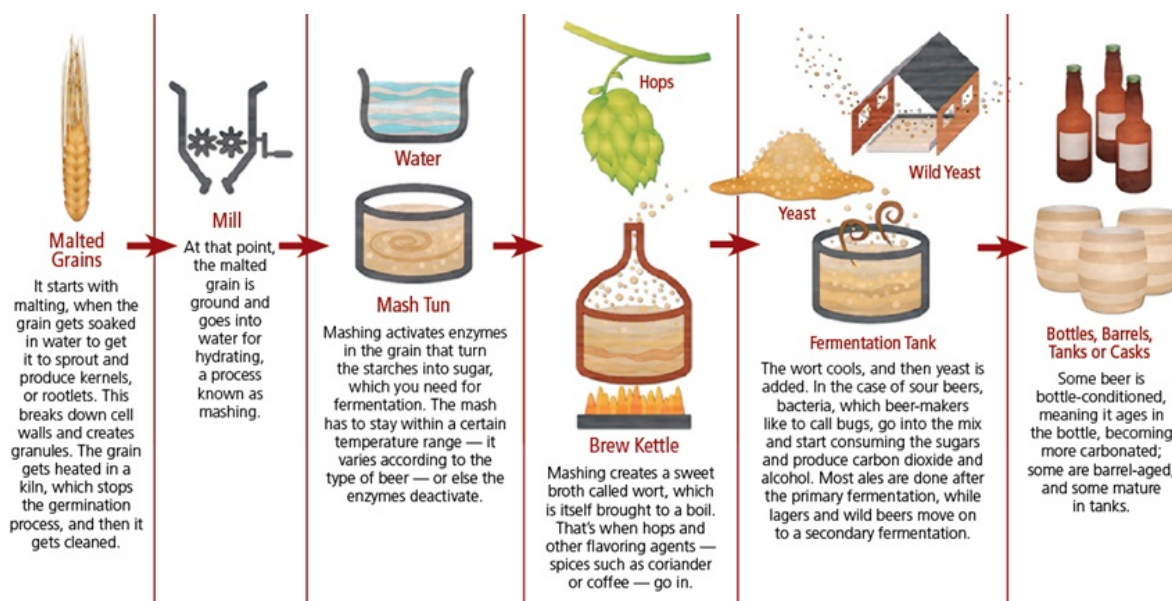 Malted
Grains
It starts with
malting, when the
grain gets soaked
in water to get
it to sprout and
produce kernels,
or rootlets. This
breaks down cell
walls and creates
granules. The grain
gets heated in a
kiln, which stops
the germination
process, and then it
gets cleaned.
Mill
At that point,
the malted
grain is
ground and
goes into
water for
hydrating,
a process
known as
mashing.
Water
Mash Tun
Mashing activates enzymes
in the grain that turn
the starches into sugar,
which you need for
fermentation. The mash
has to stay within a certain
temperature range — it
varies according to the
type of beer — or else the
enzymes deactivate.
Hops
Brew Kettle
Mashing creates a sweet
broth called wort, which
is itself brought to a boil.
That's when hops and
other flavoring agents —
spices such as coriander
or coffee — go in.
Wild Yeast
Yeast
Fermentation Tank
The wort cools, and then yeast is
added. In the case of sour beers,
bacteria, which beer-makers
like to call bugs, go into the mix
and start consuming the sugars
and produce carbon dioxide and
alcohol. Most ales are done after
the primary fermentation, while
lagers and wild beers move on
to a secondary fermentation.
Bottles, Barrels,
Tanks or Casks
Some beer is
bottle-conditioned,
meaning it ages in
the bottle, becoming
more carbonated;
some are barrel-aged,
and some mature
in tanks.